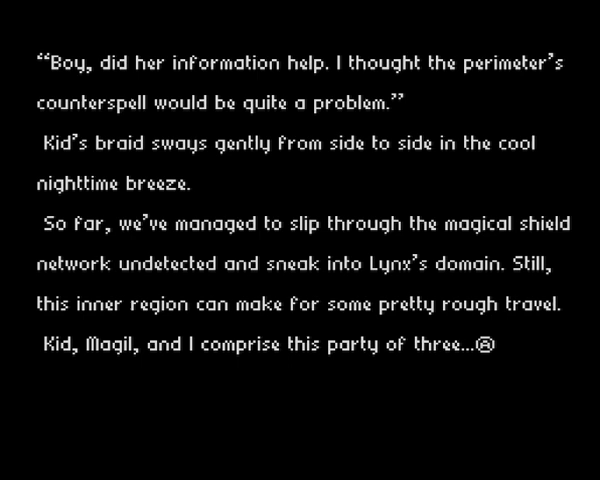 “Boy, did her information help. I thought the perimeter’s
counterspell would be quite a problem.”
Kid’s braid sways gently from side to side in the cool
nighttime breeze.
So far, we’ve managed to slip through the magical shield
network undetected and sneak into Lynx’s domain. Still,
this inner region can make for some pretty rough travel.
Kid, Magil, and I comprise this party of three...Ⓐ